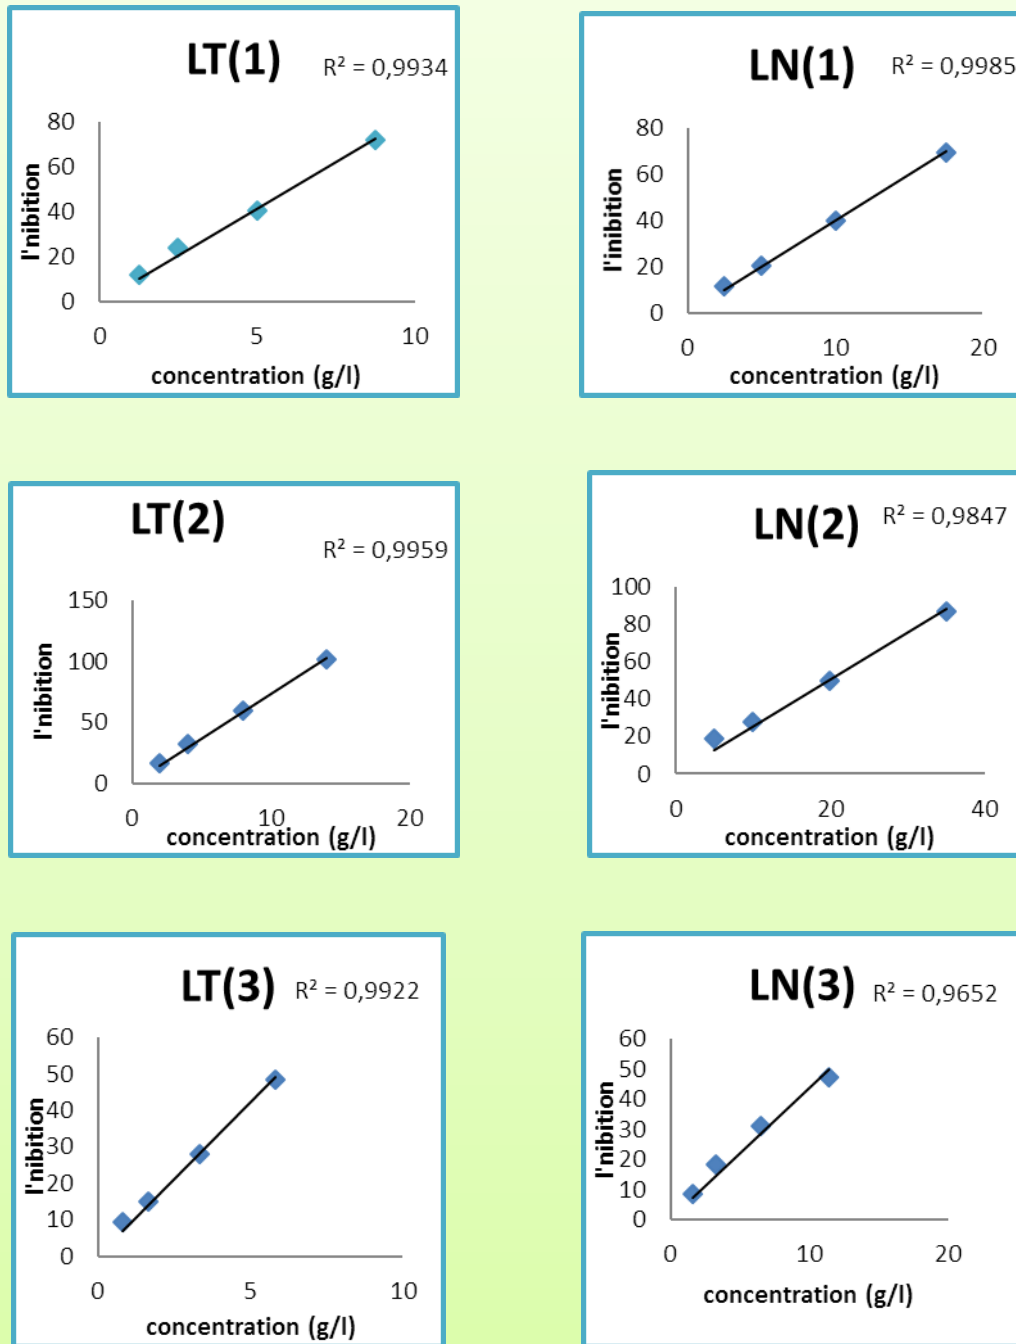 LT(1)
R² = 0,9934
80
60
40
20
0
0
5
10
l'nibition
concentration (g/l)
LN(1)
R² = 0,9985
80
60
40
20
0
0
10
20
l'inibition
concentration (g/l)
LT(2)
R² = 0,9959
150
100
50
0
0
10
20
l'nibition
concentration (g/l)
LN(2)
R² = 0,9847
100
80
60
40
20
0
0
20
40
l'nibition
concentration (g/l)
LT(3)
R² = 0,9922
60
50
40
30
20
10
0
0
5
10
l'nibition
concentration (g/l)
LN(3)
R² = 0,9652
60
50
40
30
20
10
0
0
10
20
l'nibition
concentration (g/l)